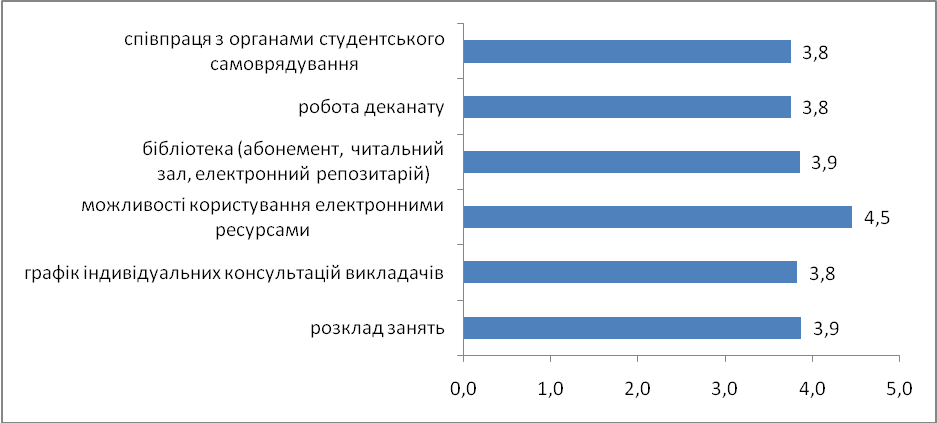 співпраця з органами студентського
самоврядування
3,8
робота деканату
3,8
бібліотека (абонемент, читальний
зал, електронний репозитарій)
3,9
можливості користування електронними
ресурсами
4,5
графік індивідуальних консультацій викладачів
3,8
розклад занять
3,9
0,0 1,0 2,0 3,0 4,0 5,0